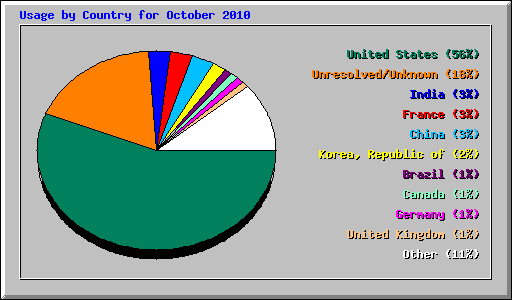 Usage by Country for October 2010
United States (56%)
Unresolved/Unknown (18%)
India (3%)
France (3%)
China (3%)
Korea, Republic of (2%)
Brazil (1%)
Canada (1%)
Germany (1%)
United Kingdom (1%)
Other (11%)